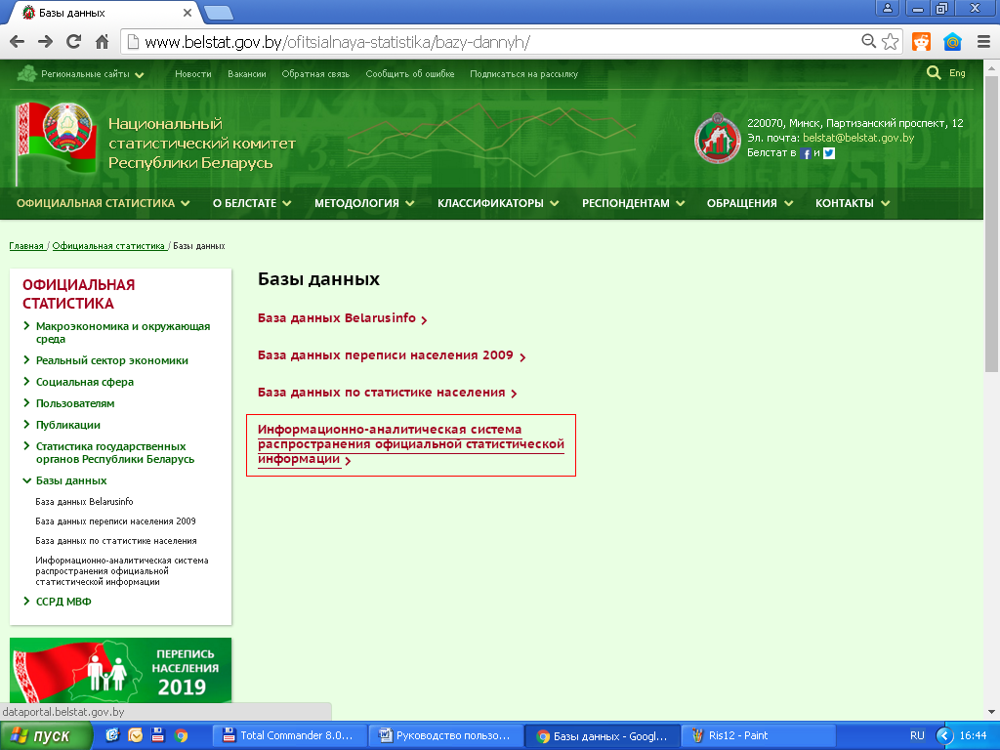 Базы данных
www.belstat.gov.by/ofitsialnaya-statistika/bazy-dannyh/
Региональные сайты
Новости
Вакансии
Обратная связь
Сообщить об ошибке
Подписаться на рассылку
Eng
Национальный
статистический комитет
Республики Беларусь
220070, Минск, Партизанский проспект, 12
Эл. почта: belstat@belstat.gov.by
Белстат в f и
ОФИЦИАЛЬНАЯ СТАТИСТИКА
О БЕЛСТАТЕ
МЕТОДОЛОГИЯ
КЛАССИФИКАТОРЫ
РЕСПОНДЕНТАМ
ОБРАЩЕНИЯ
КОНТАКТЫ
Главная / Официальная статистика / Базы данных
ОФИЦИАЛЬНАЯ
СТАТИСТИКА
Макроэкономика и окружающая
среда
Реальный сектор экономики
Социальная сфера
Пользователям
Публикации
Статистика государственных
органов Республики Беларусь
Базы данных
База данных Belarusinfo
База данных переписи населения 2009
База данных по статистике населения
Информационно-аналитическая система
распространения официальной
статистической информации
ССРД МВФ
ПЕРЕПИСЬ
НАСЕЛЕНИЯ
2019
Базы данных
База данных Belarusinfo
База данных переписи населения 2009
База данных по статистике населения
Информационно-аналитическая система
распространения официальной статистической
информации
dataportal.belstat.gov.by
пуск
Total Commander 8.0...
Руководство пользо...
Базы данных - Googl...
Ris12 - Paint
RU
16:44